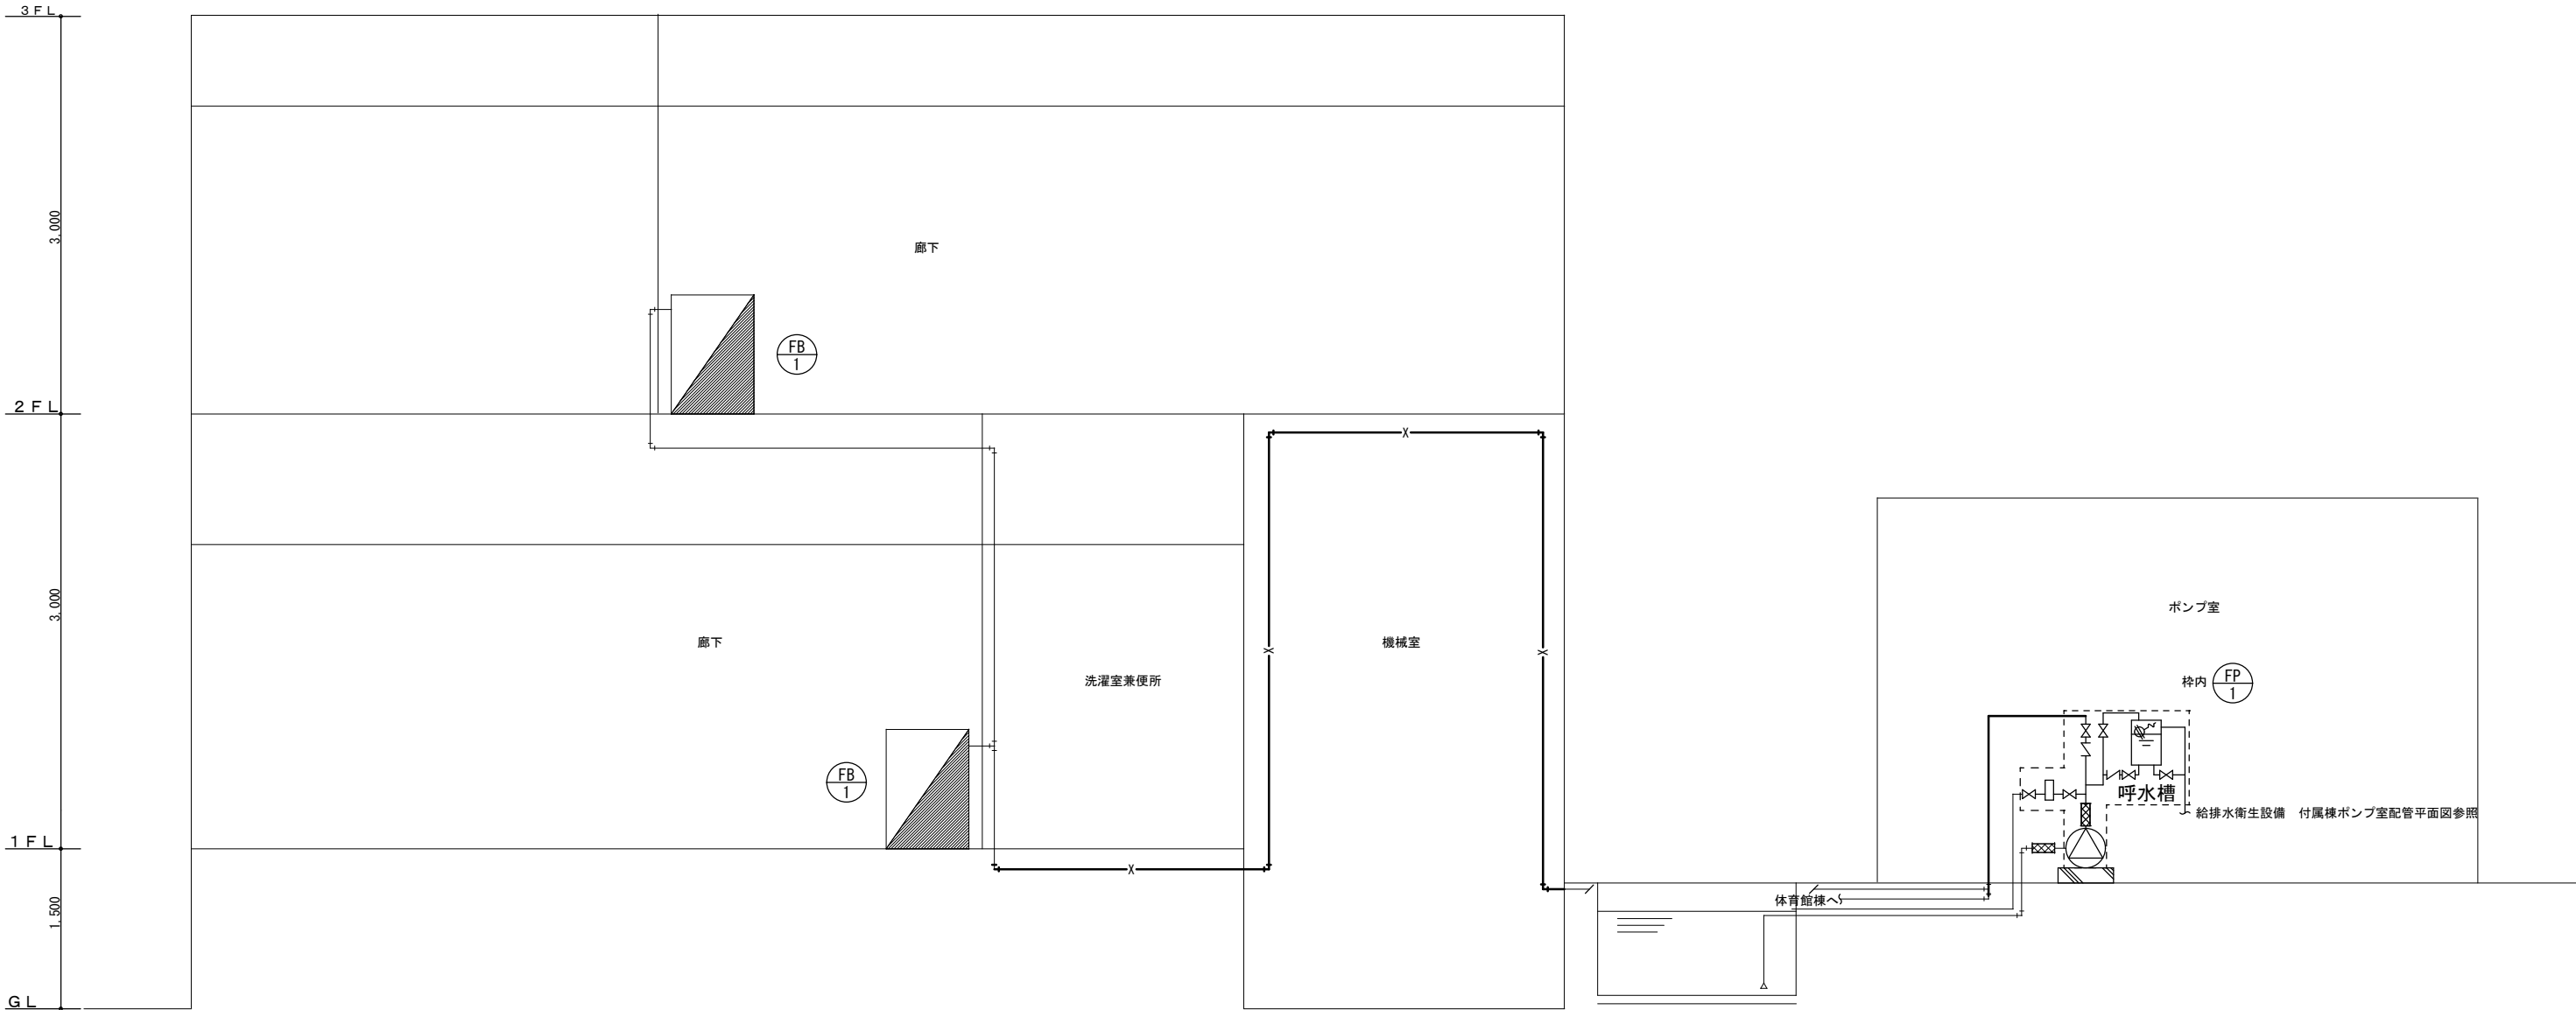 3FL
3,000
廊下
FB
1
2FL
X
3,000
ポンプ室
廊下
機械室
X
X
洗濯室兼便所
枠内
FP
1
FB
1
呼水槽
給排水衛生設備　付属棟ポンプ室配管平面図参照
1FL
X
体育館棟へ
1,500
GL